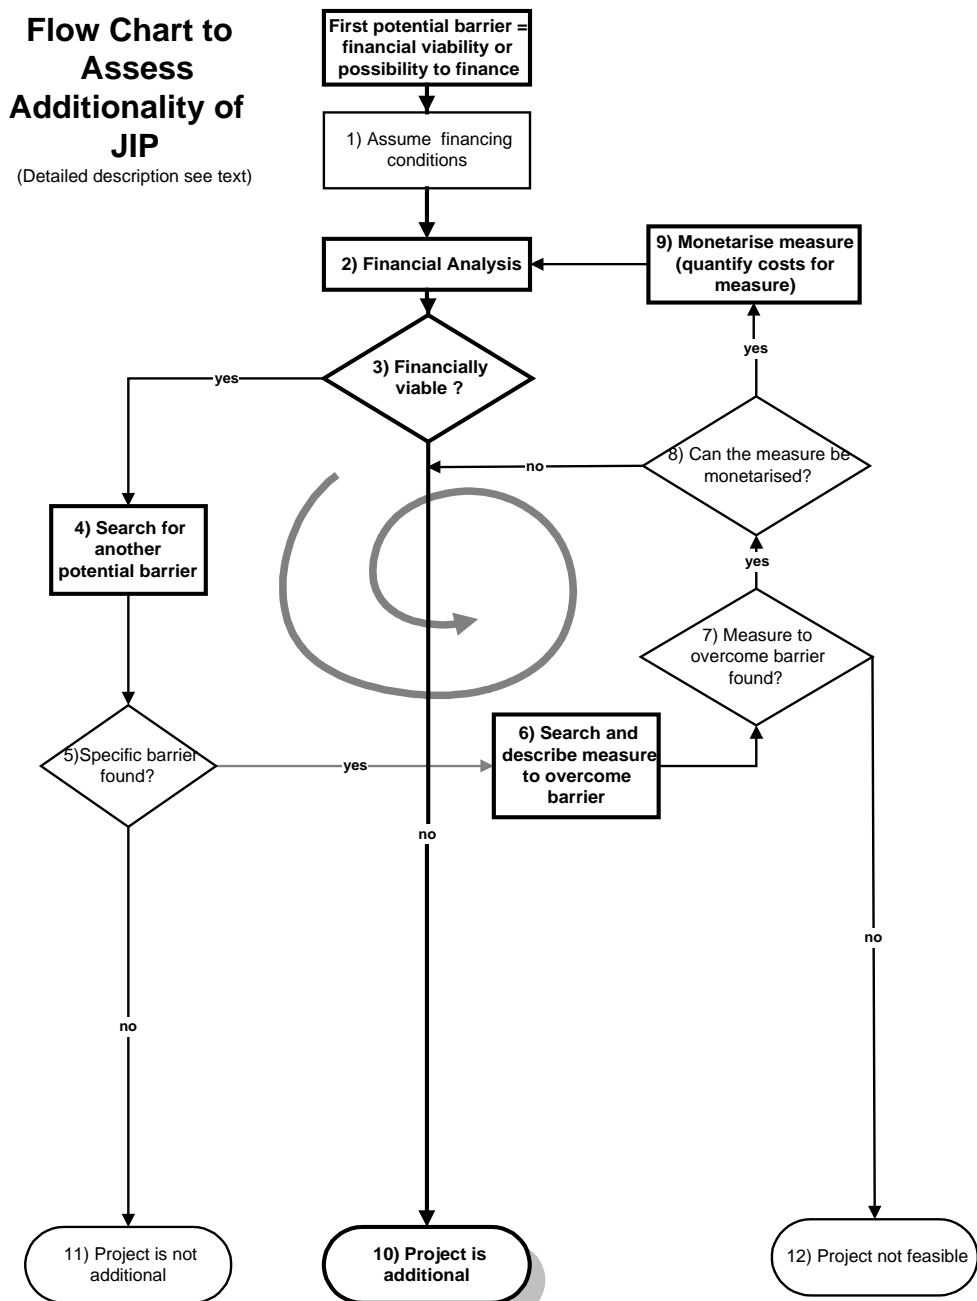 Flow Chart to
Assess
Additionality of
JIP
(Detailed description see text)
First potential barrier =
financial viability or
possibility to finance
1) Assume financing
conditions
2) Financial Analysis
9) Monetarise measure
(quantify costs for
measure)
yes
3) Financially
viable ?
yes
8) Can the measure be
monetarised?
no
4) Search for
another
potential barrier
yes
7) Measure to
overcome barrier
found?
5)Specific barrier
found?
yes
6) Search and
describe measure
to overcome
barrier
no
no
no
11) Project is not
additional
10) Project is
additional
12) Project not feasible